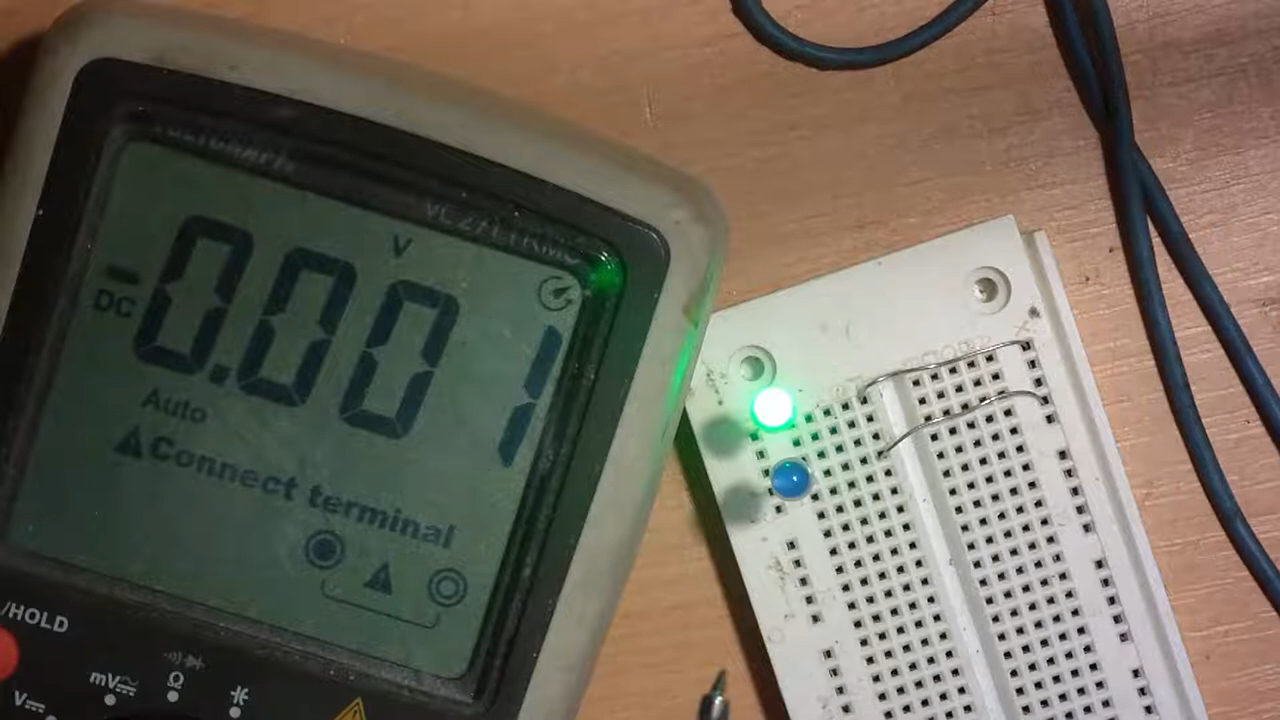 V
-0.001
DC
Auto
Connect terminal
/HOLD
mV
Ω
V